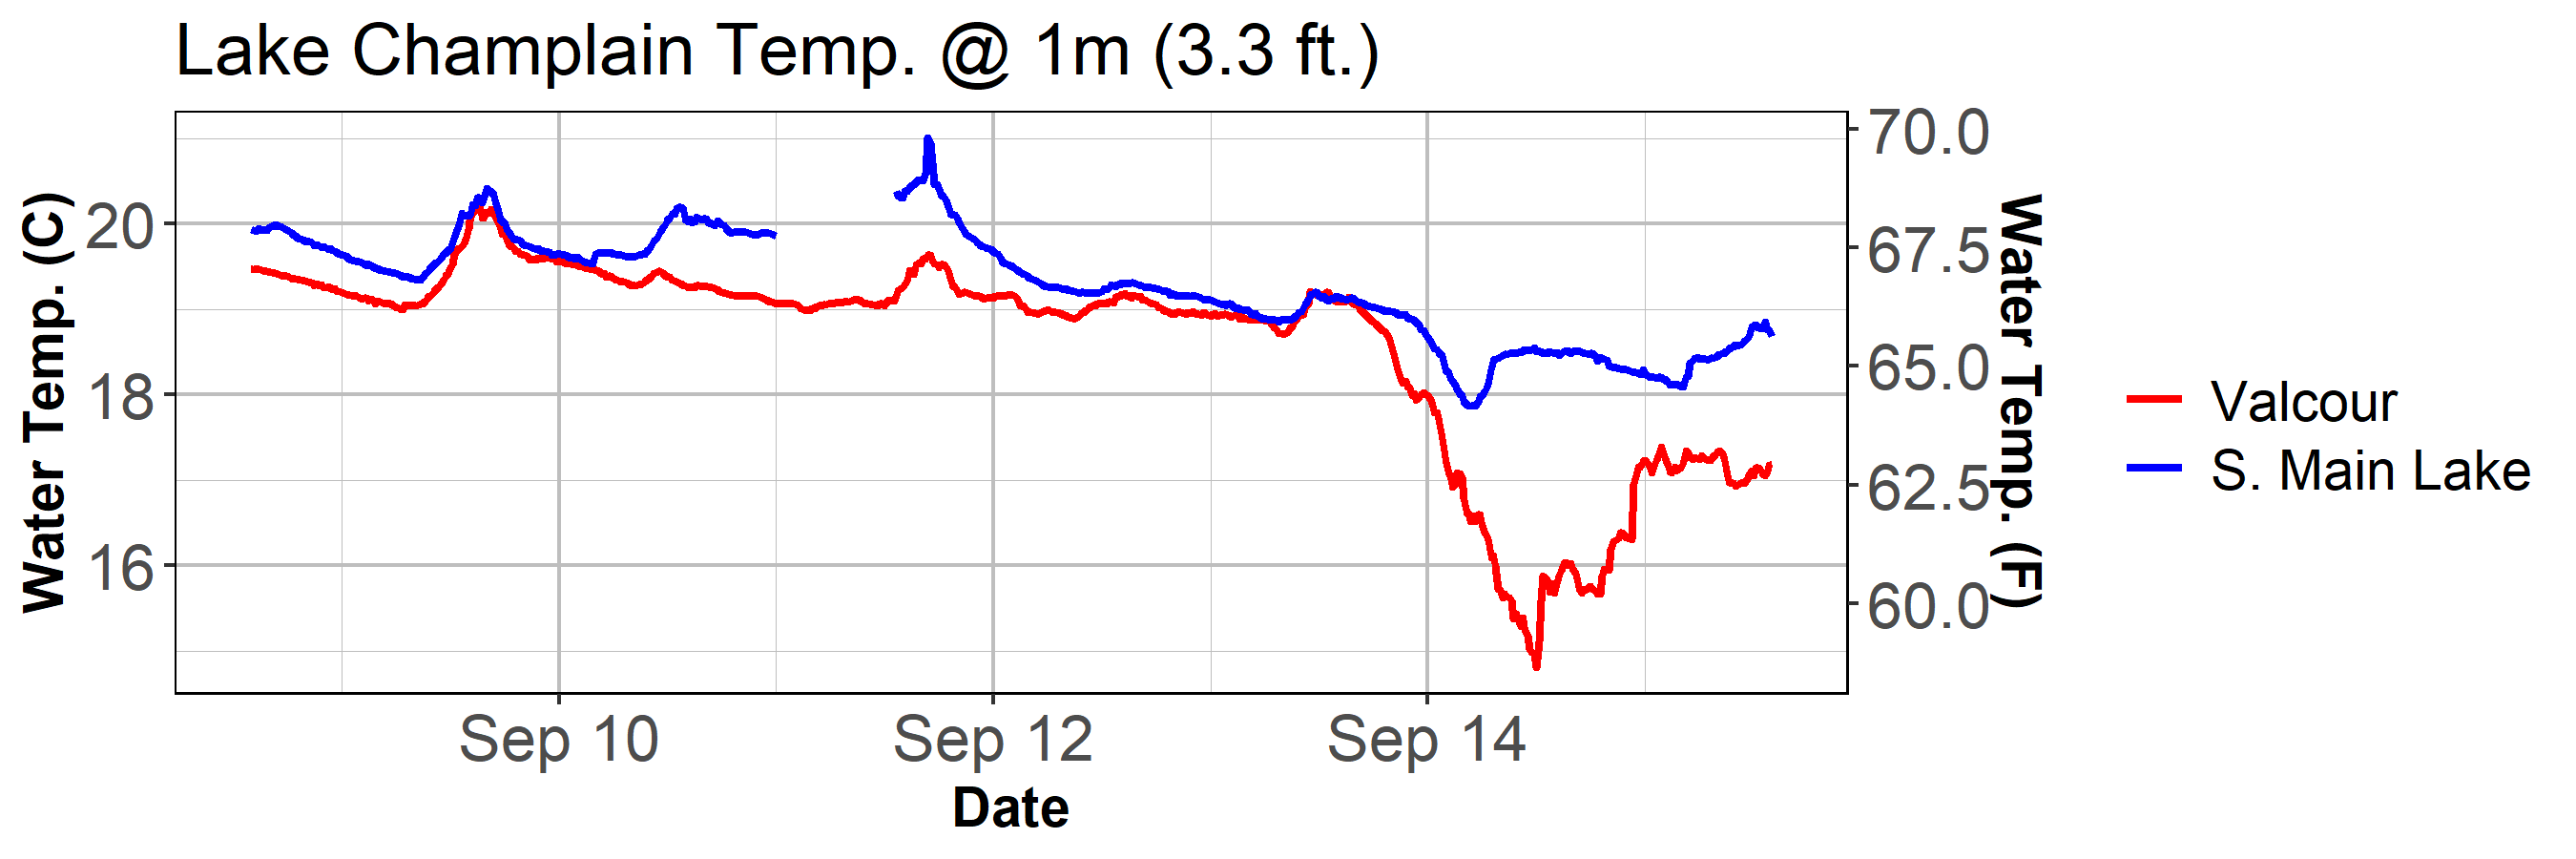 Lake Champlain Temp. @ 1m (3.3 ft.)
Water Temp. (C)
20
18
16
70.0
67.5
65.0
62.5
60.0
Water Temp. (F)
Valcour
S. Main Lake
Sep 10
Sep 12
Sep 14
Date